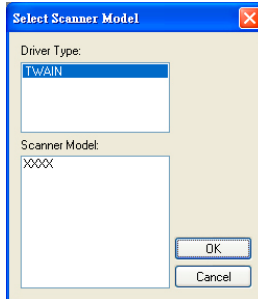 Select Scanner Model
Driver Type:
TWAIN
Scanner Model:
XXXX
OK
Cancel